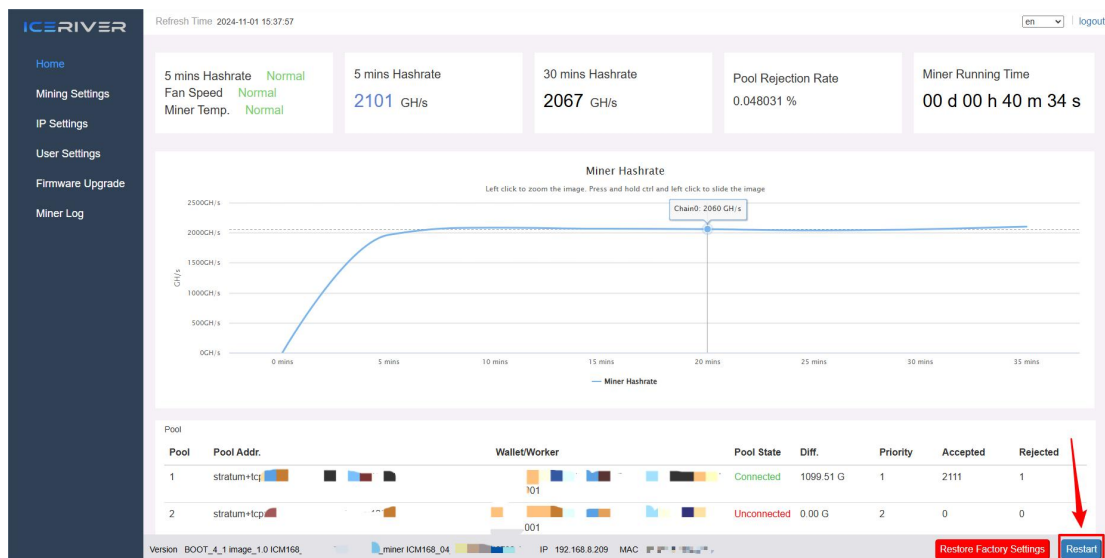 ICERIVER
Refresh Time 2024-11-01 15:37:57
en
logout
Home
Mining Settings
IP Settings
User Settings
Firmware Upgrade
Miner Log
5 mins Hashrate Normal
Fan Speed Normal
Miner Temp. Normal
5 mins Hashrate
2101 GH/s
30 mins Hashrate
2067 GH/s
Pool Rejection Rate
0.048031 %
Miner Running Time
00 d 00 h 40 m 34 s
Miner Hashrate
Left click to zoom the image. Press and hold ctrl and left click to slide the image
Chain0: 2060 GH/s
GH/s
2500GH/s
2000GH/s
1500GH/s
1000GH/s
500GH/s
0GH/s
0 mins 5 mins 10 mins 15 mins 20 mins 25 mins 30 mins 35 mins
Miner Hashrate
Pool
Pool Pool Addr. Wallet/Worker Pool State Diff. Priority Accepted Rejected
1 stratum+tcp Connected 1099.51 G 1 2111 1
2 stratum+tcp 001 Unconnected 0.00 G 2 0 0
Version BOOT_4_1 image_1.0 ICM168_ _miner ICM168_04 IP 192.168.8.209 MAC
Restore Factory Settings
Restart